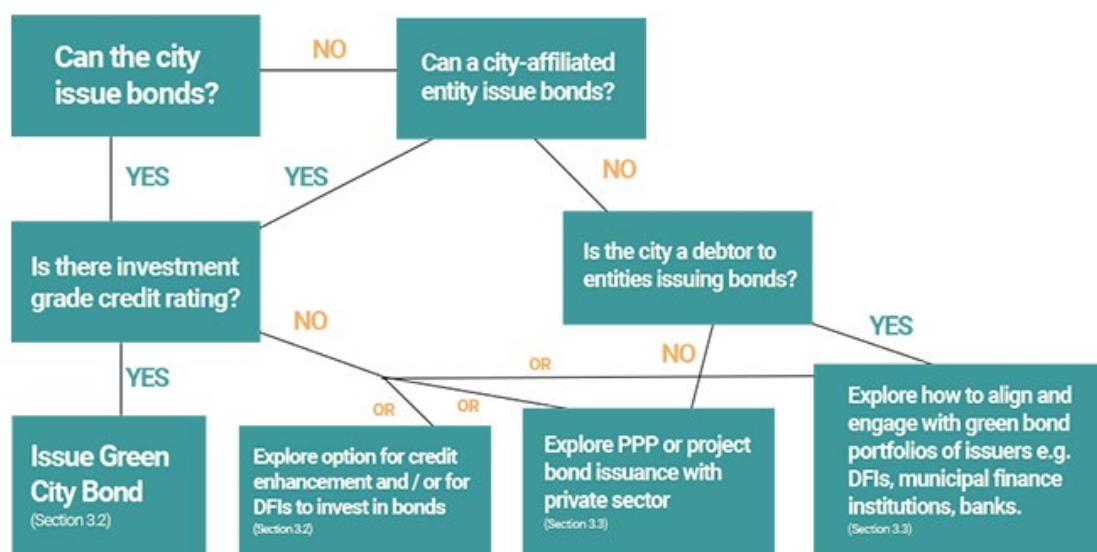 Can the city
issue bonds?
NO
Can a city-affiliated
entity issue bonds?
YES
YES
NO
Is there investment
grade credit rating?
Is the city a debtor to
entities issuing bonds?
NO
YES
NO
YES
OR
OR
OR
Issue Green
City Bond
(Section 3.2)
Explore option for credit
enhancement and / or for
DFIs to invest in bonds
(Section 3.2)
Explore PPP or project
bond issuance with
private sector
(Section 3.3)
Explore how to align and
engage with green bond
portfolios of issuers e.g.
DFIs, municipal finance
institutions, banks.
(Section 3.3)